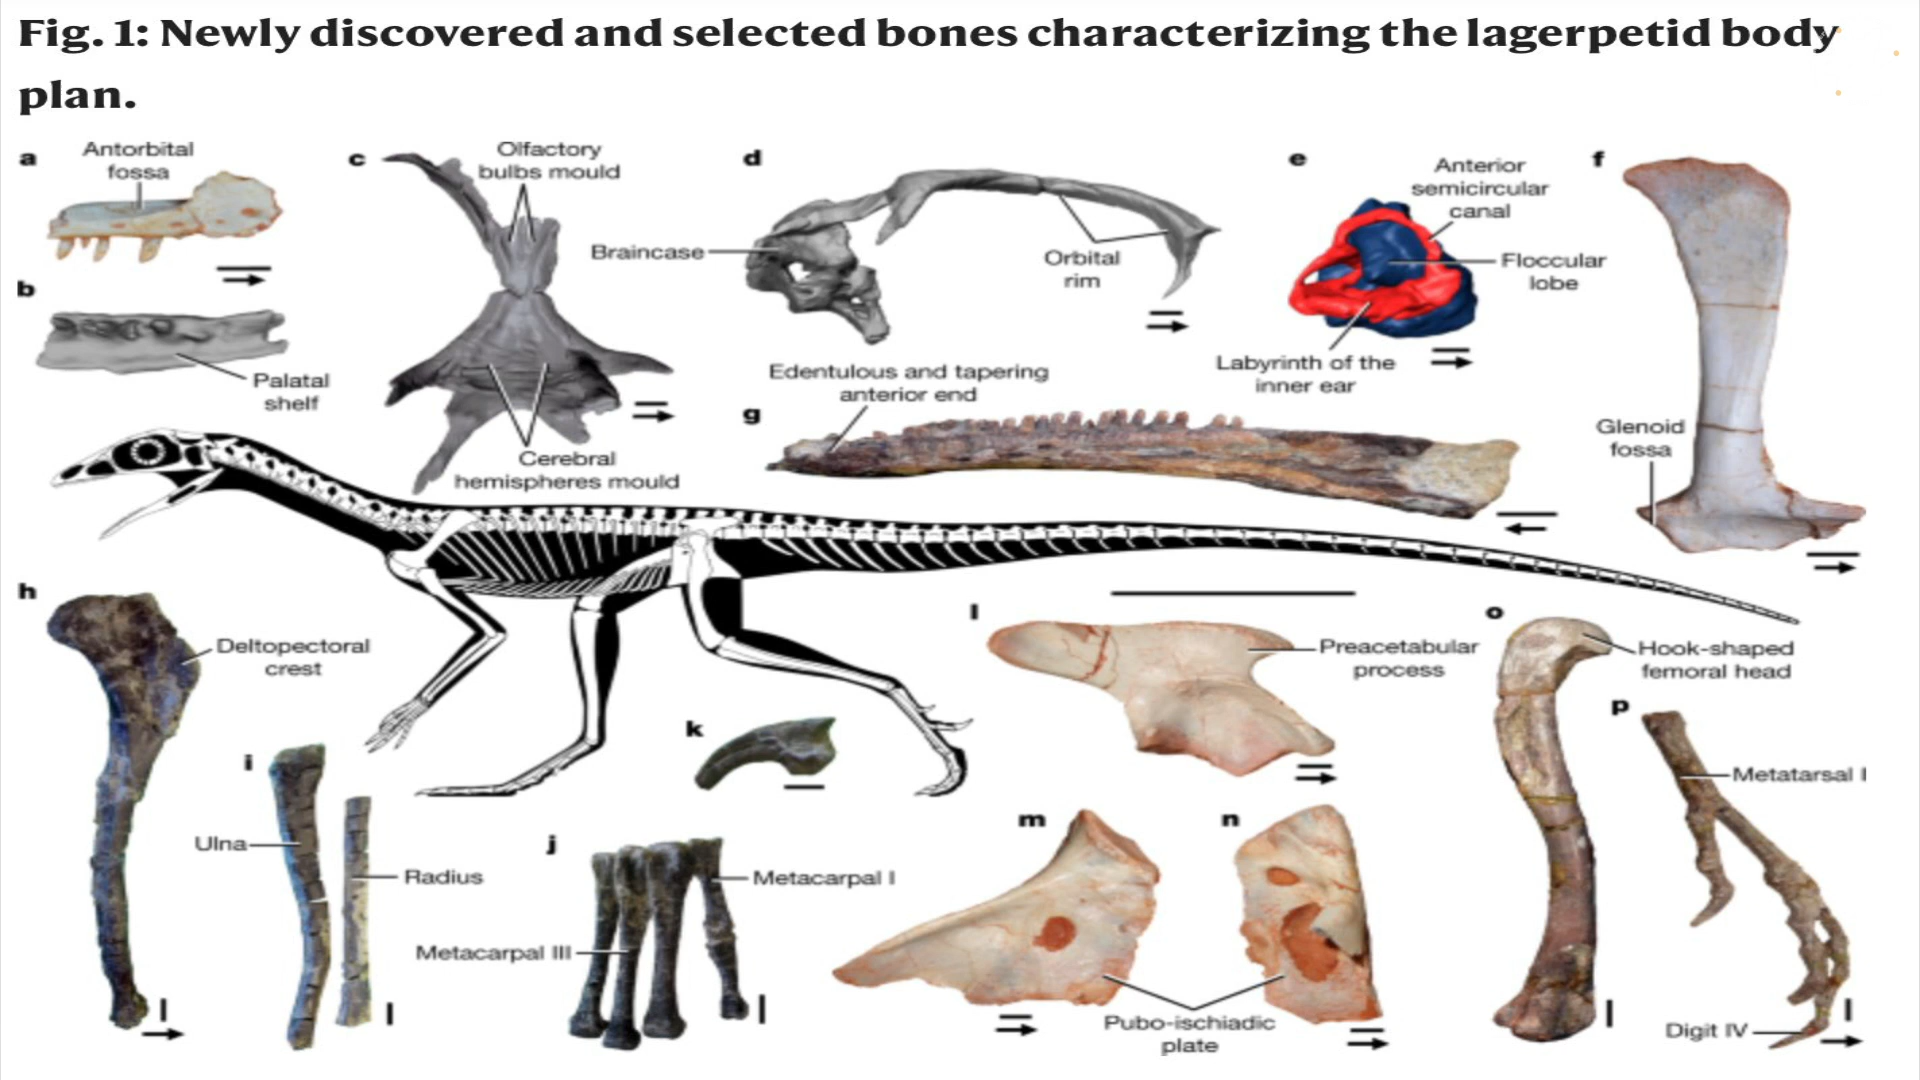 Fig. 1: Newly discovered and selected bones characterizing the lagerpetid body
plan.
a
Antorbital
fossa
b
Palatal
shelf
c
Olfactory
bulbs mould
Cerebral
hemispheres mould
d
Braincase
Orbital
rim
e
Anterior
semicircular
canal
Floccular
lobe
Labyrinth of the
inner ear
f
Glenoid
fossa
g
Edentulous and tapering
anterior end
h
Deltopectoral
crest
i
Ulna
Radius
j
Metacarpal I
Metacarpal III
k
l
Preacetabular
process
m
n
Pubo-ischiadic
plate
o
Hook-shaped
femoral head
p
Metatarsal I
Digit IV